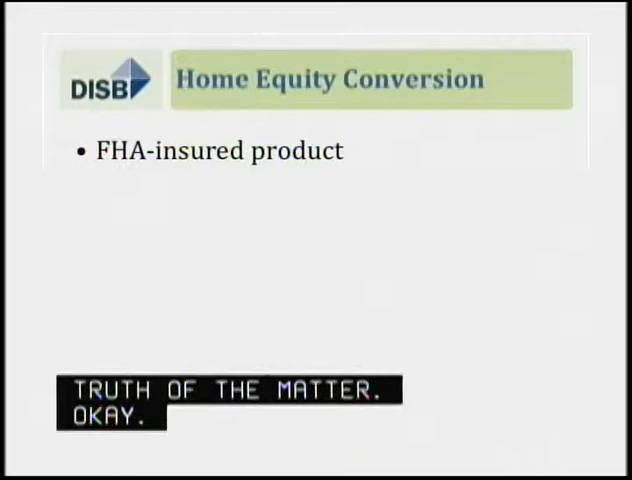 DISB
Home Equity Conversion
• FHA-insured product
TRUTH OF THE MATTER.
OKAY.